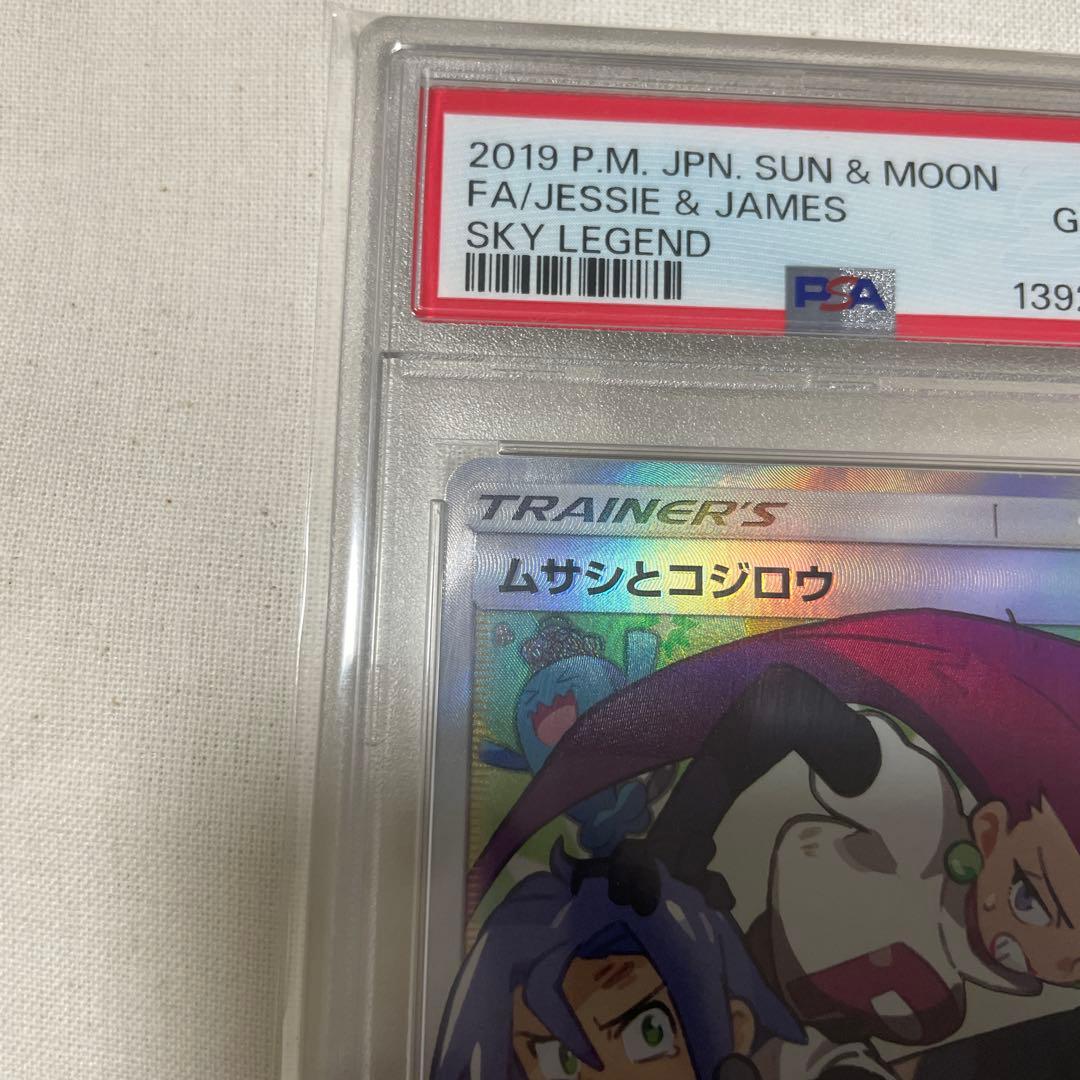 2019 P.M. JPN. SUN & MOON
FA/JESSIE & JAMES
G
SKY LEGEND
PSA
1392
TRAINER'S
ムサシとコジロウ